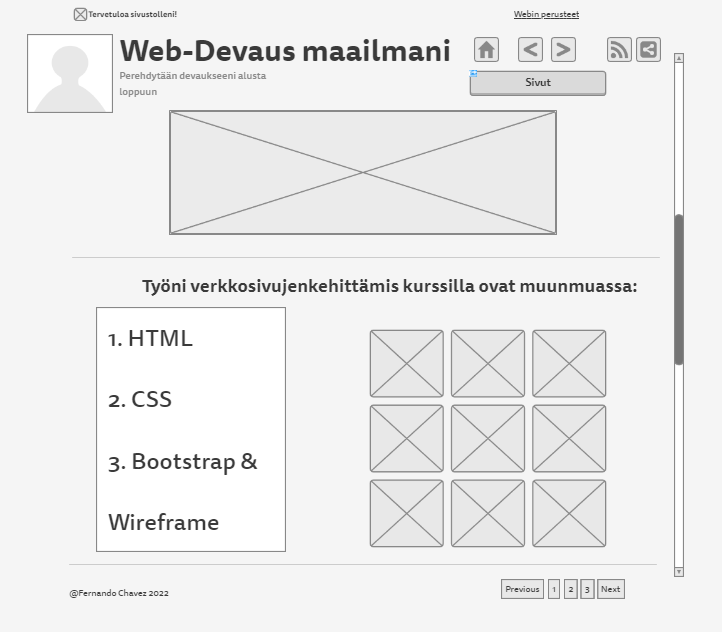 Tervetuloa sivustolleni!
Webin perusteet
Web-Devaus maailmani
Perehdytään devaukseeni alusta
loppuun
Sivut
Työni verkkosivujenkehittämis kurssilla ovat muunmuassa:
1. HTML
2. CSS
3. Bootstrap &
Wireframe
@Fernando Chavez 2022
Previous 1 2 3 Next